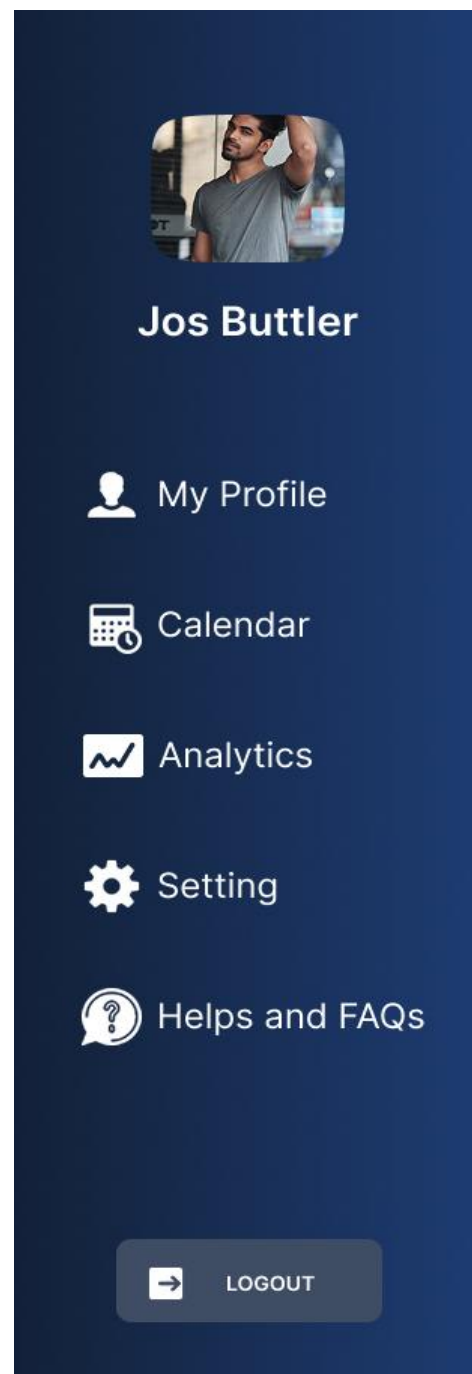 Jos Buttler
My Profile
Calendar
Analytics
Setting
Helps and FAQs
LOGOUT